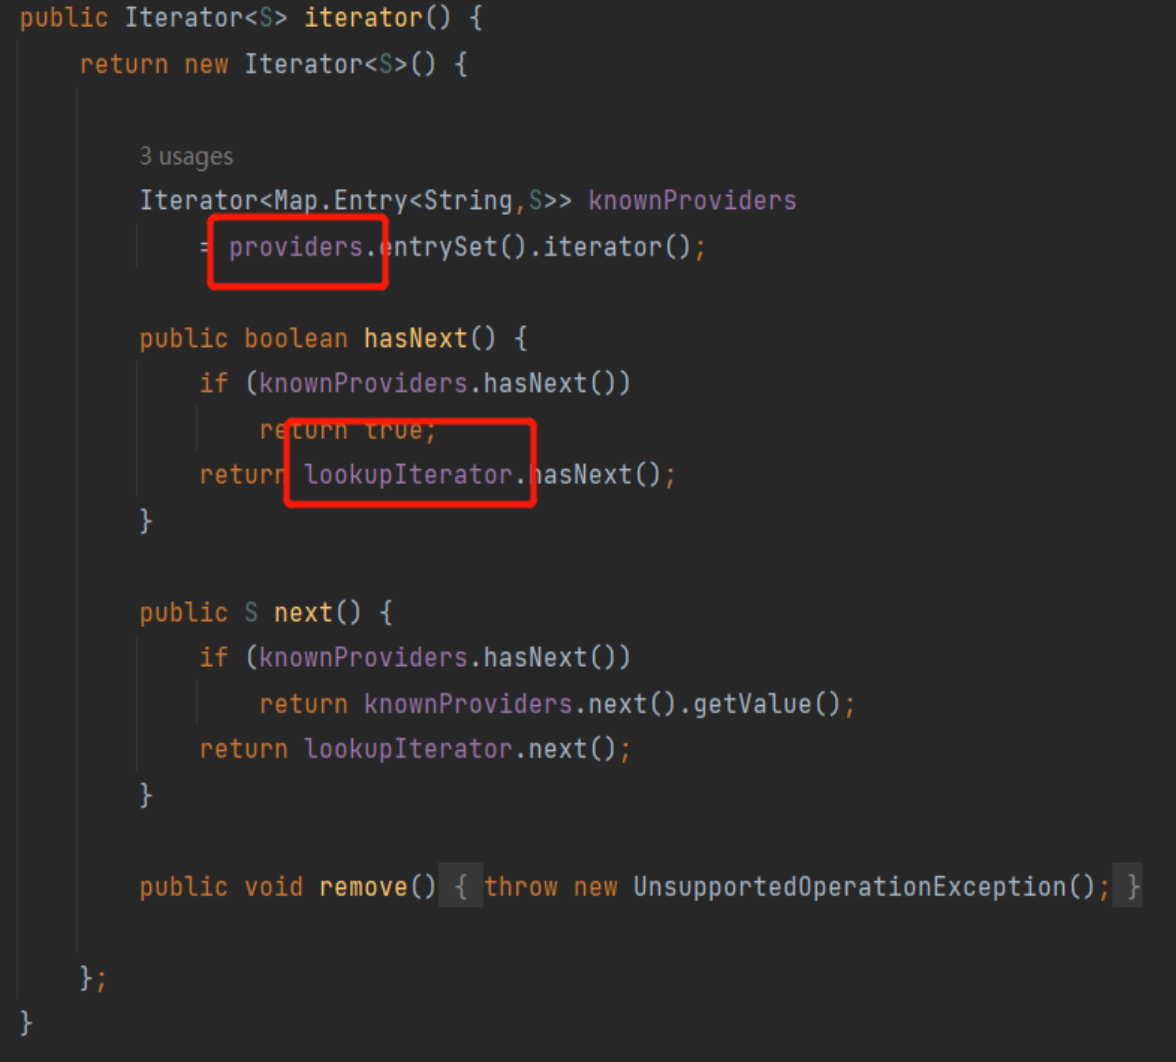 public Iterator<S> iterator() {
return new Iterator<S>() {
3 usages
Iterator<Map.Entry<String,S>> knownProviders
= providers.entrySet().iterator();
public boolean hasNext() {
if (knownProviders.hasNext())
return true;
return lookupIterator.hasNext();
}
public S next() {
if (knownProviders.hasNext())
return knownProviders.next().getValue();
return lookupIterator.next();
}
public void remove() { throw new UnsupportedOperationException(); }
};
}